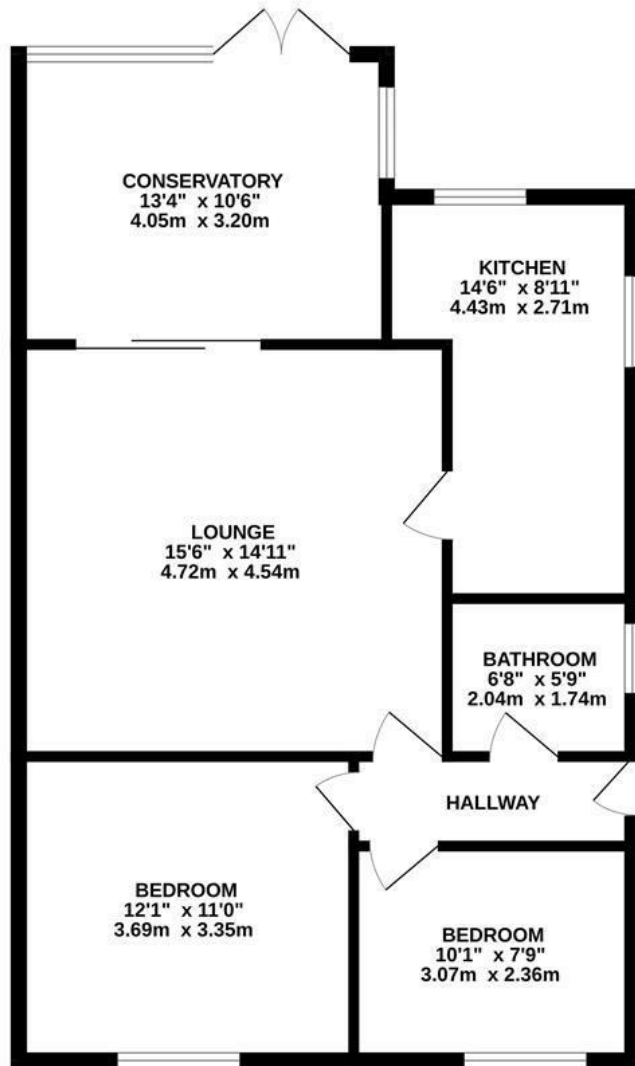 CONSERVATORY
13'4" x 10'6"
4.05m x 3.20m
KITCHEN
14'6" x 8'11"
4.43m x 2.71m
LOUNGE
15'6" x 14'11"
4.72m x 4.54m
BATHROOM
6'8" x 5'9"
2.04m x 1.74m
HALLWAY
BEDROOM
12'1" x 11'0"
3.69m x 3.35m
BEDROOM
10'1" x 7'9"
3.07m x 2.36m